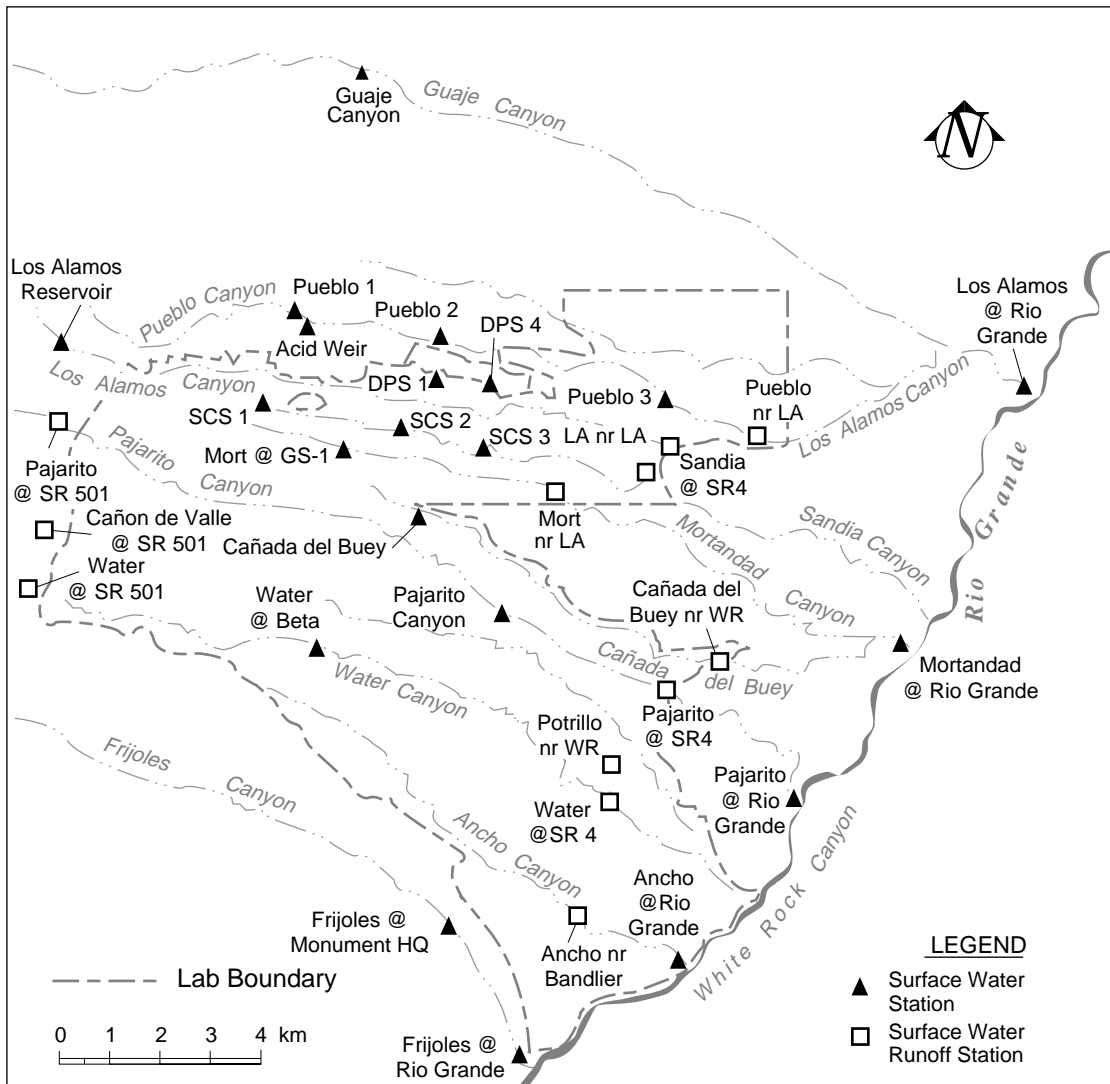 Guaje
Canyon
Guaje Canyon
N
Los Alamos
Reservoir
Pueblo Canyon
Pueblo 1
Acid Weir
Pueblo 2
DPS 4
DPS 1
Los Alamos
@ Rio
Grande
Los Alamos Canyon
SCS 1
SCS 2
SCS 3
Mort @ GS-1
Pueblo 3
Pueblo
nr LA
LA nr LA
Sandia
@ SR4
Los Alamos Canyon
Pajarito
@ SR 501
Pajarito Canyon
Cañon de Valle
@ SR 501
Water
@ SR 501
Cañada del Buey
Mort
nr LA
Mortandad Canyon
Sandia Canyon
Rio Grande
Water
@ Beta
Pajarito
Canyon
Cañada del
Buey nr WR
Cañada del Buey
Mortandad
@ Rio Grande
Water Canyon
Pajarito
@ SR4
Potrillo
nr WR
Pajarito
@ Rio
Grande
Water
@SR 4
Frijoles Canyon
Ancho Canyon
Ancho
@Rio
Grande
White Rock Canyon
Frijoles @
Monument HQ
Ancho nr
Bandlier
Frijoles @
Rio Grande
Lab Boundary
0 1 2 3 4 km
LEGEND
Surface Water
Station
Surface Water
Runoff Station